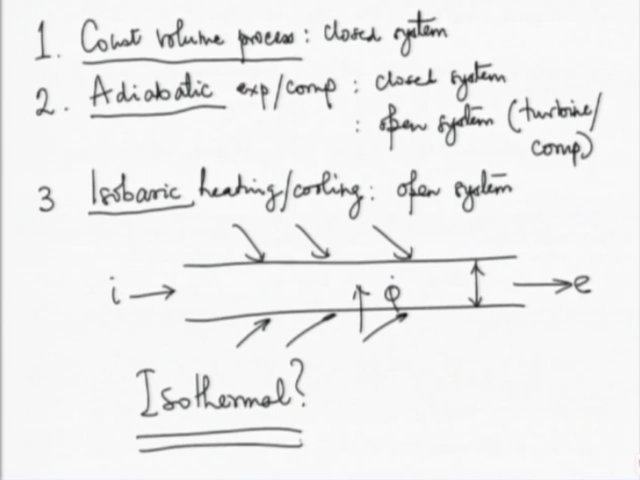 1. Const volume process: closed system
2. Adiabatic exp/comp : closed system
: open system (turbine/
comp)
3 Isobaric heating/cooling: open system
i
Q̇
e
Isothermal?